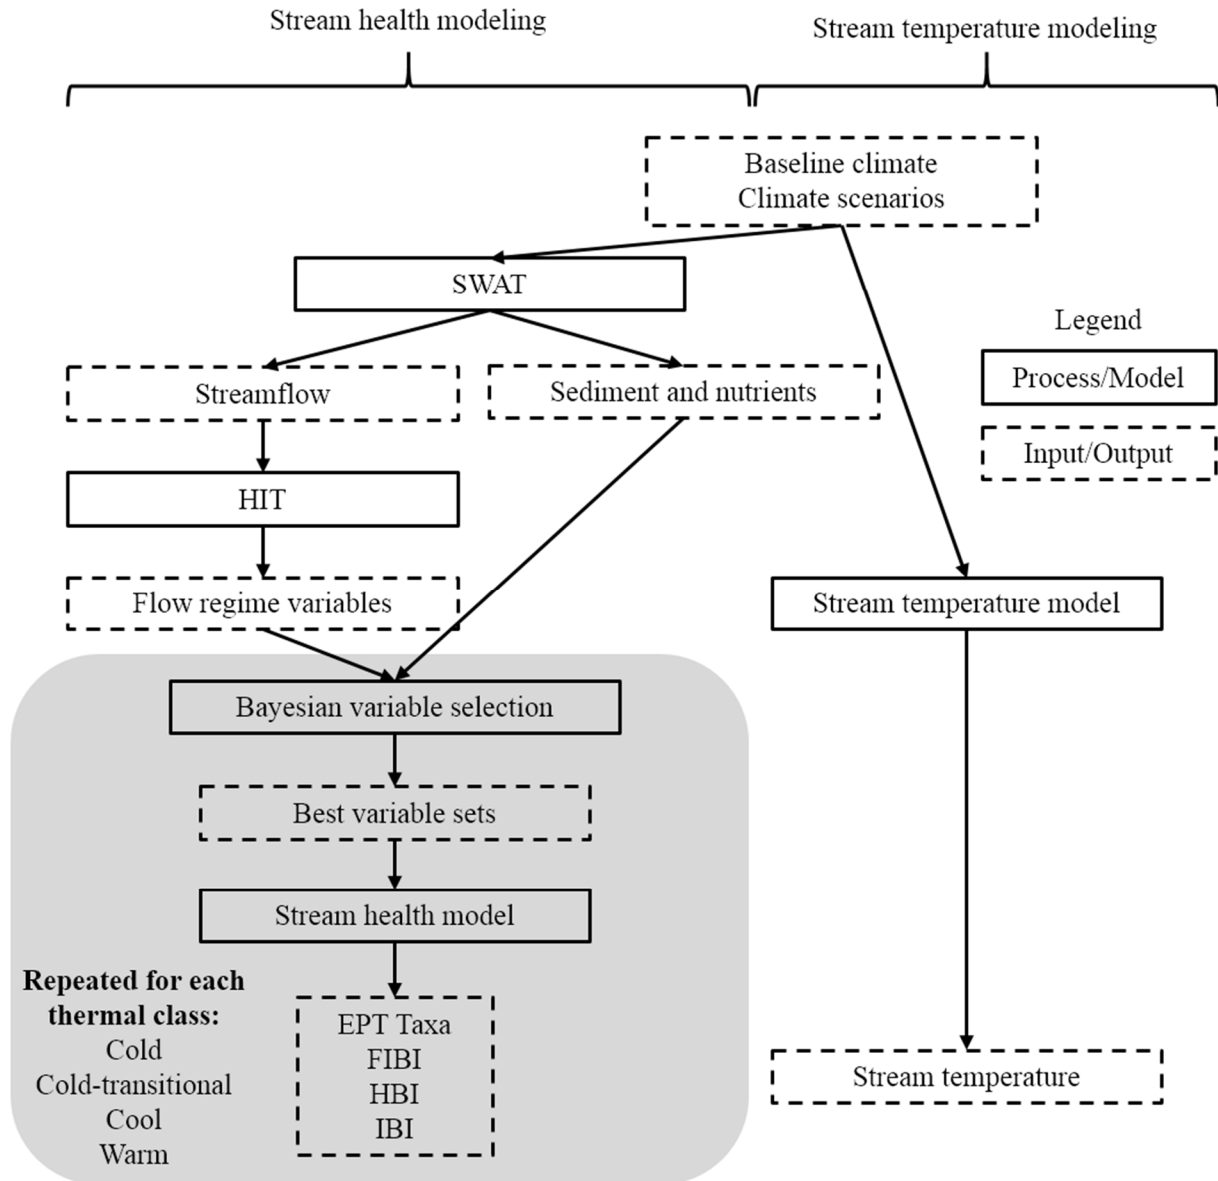 Stream health modeling
Stream temperature modeling
Baseline climate
Climate scenarios
SWAT
Legend
Process/Model
Input/Output
Streamflow
Sediment and nutrients
HIT
Flow regime variables
Stream temperature model
Bayesian variable selection
Best variable sets
Stream health model
Repeated for each
thermal class:
Cold
Cold-transitional
Cool
Warm
EPT Taxa
FIBI
HBI
IBI
Stream temperature